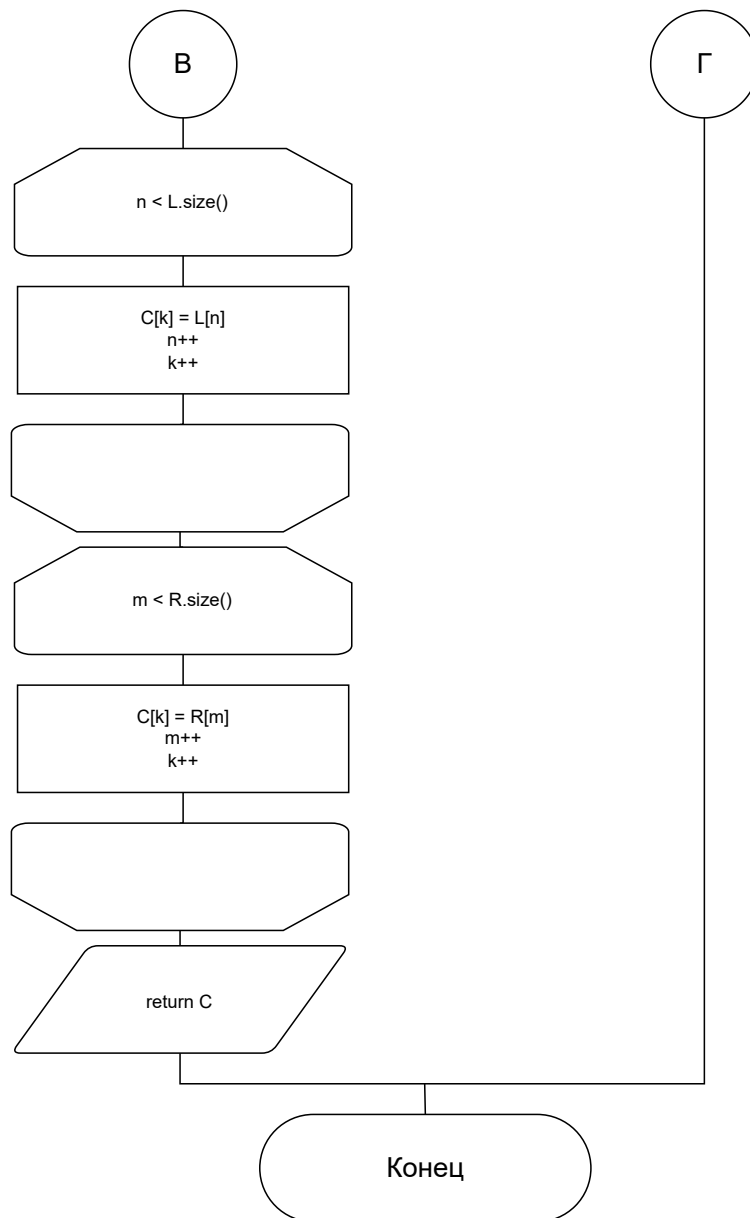 В
Г
n < L.size()
C[k] = L[n]
n++
k++
m < R.size()
C[k] = R[m]
m++
k++
return C
Конец